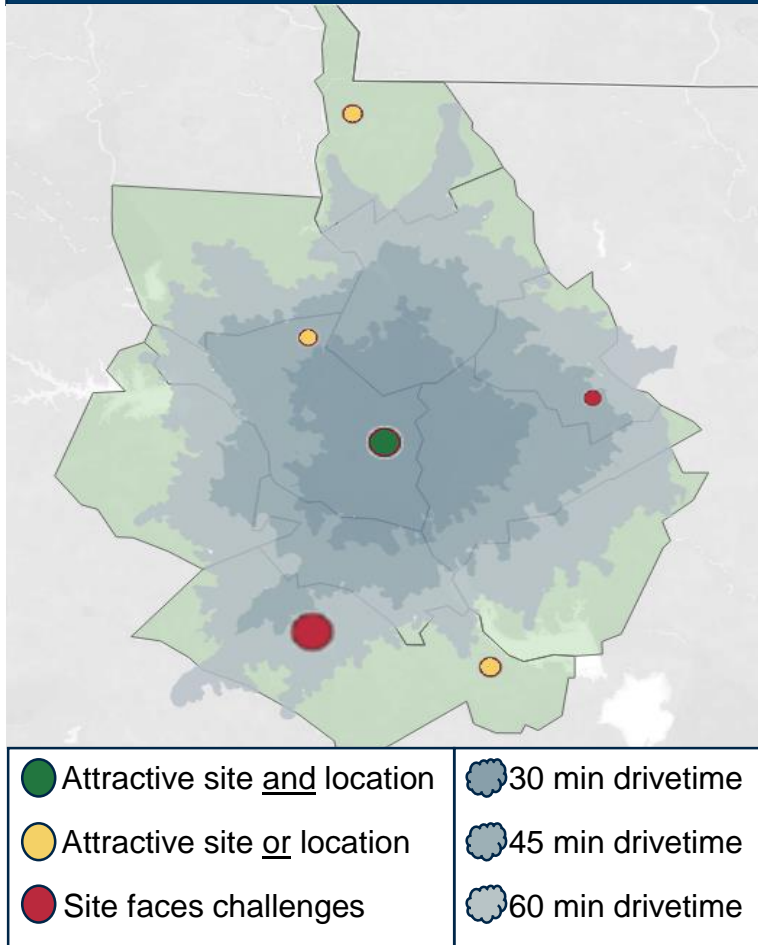 Attractive site and location
Attractive site or location
Site faces challenges
30 min drivetime
45 min drivetime
60 min drivetime